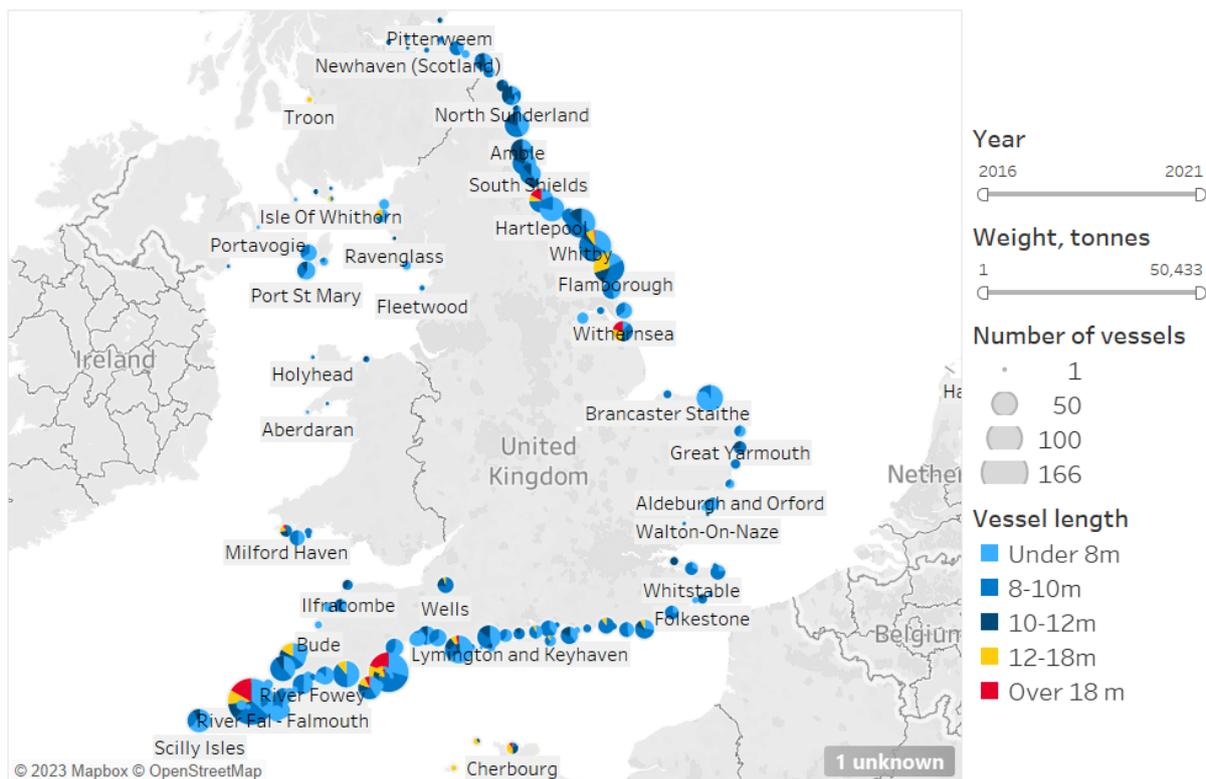 Pittenweem
Newhaven (Scotland)
Troon
North Sunderland
Amble
South Shields
Isle Of Whithorn
Hartlepool
Portavogie
Ravenglass
Whitby
Port St Mary
Fleetwood
Flamborough
Withernsea
Ireland
Holyhead
Brancaster Staithe
Aberdaran
United
Kingdom
Great Yarmouth
Aldeburgh and Orford
Walton-On-Naze
Milford Haven
Whitstable
Ilfracombe
Wells
Folkestone
Bude
Lymington and Keyhaven
Belgium
River Fowey
River Fal - Falmouth
Scilly Isles
Cherbourg
1 unknown
© 2023 Mapbox © OpenStreetMap
Ha
Nether
Year
2016 2021
Weight, tonnes
1 50,433
Number of vessels
1
50
100
166
Vessel length
Under 8m
8-10m
10-12m
12-18m
Over 18 m